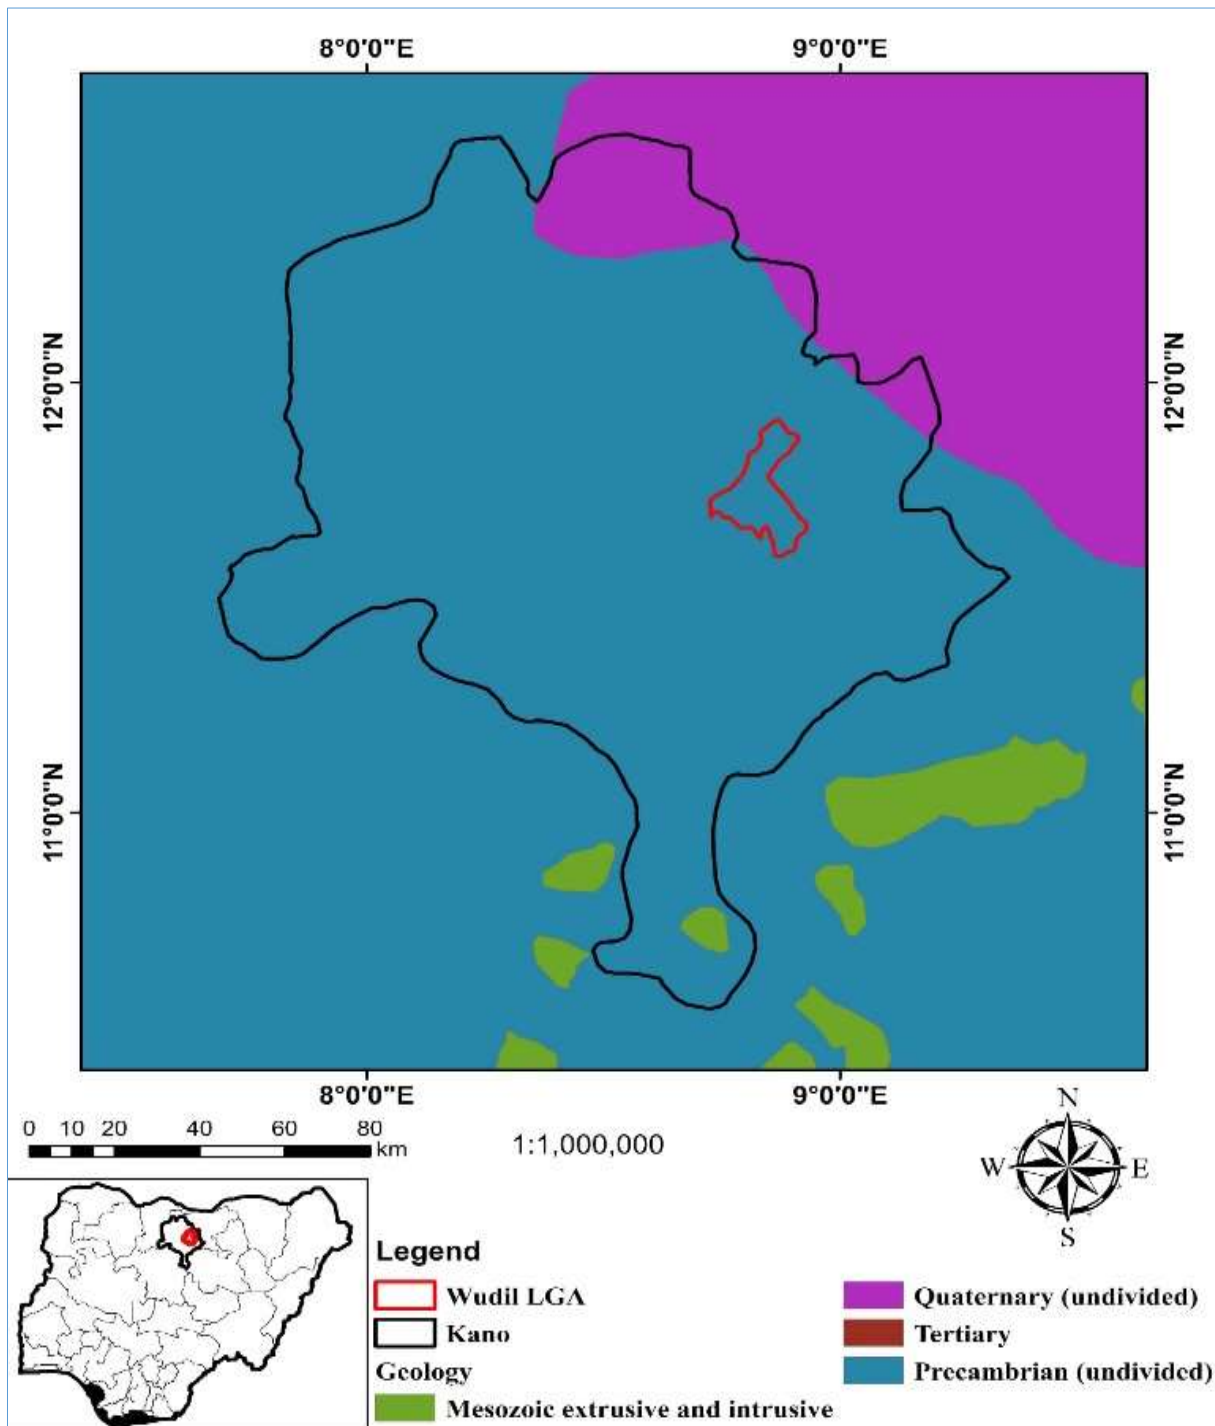 8°0'0"E 9°0'0"E
12°0'0"N 12°0'0"N
11°0'0"N 11°0'0"N
8°0'0"E 9°0'0"E
0 10 20 40 60 80
km
1:1,000,000
N
W E
S
Legend
Wudil LGA
Kano
Geology
Mesozoic extrusive and intrusive
Quaternary (undivided)
Tertiary
Precambrian (undivided)